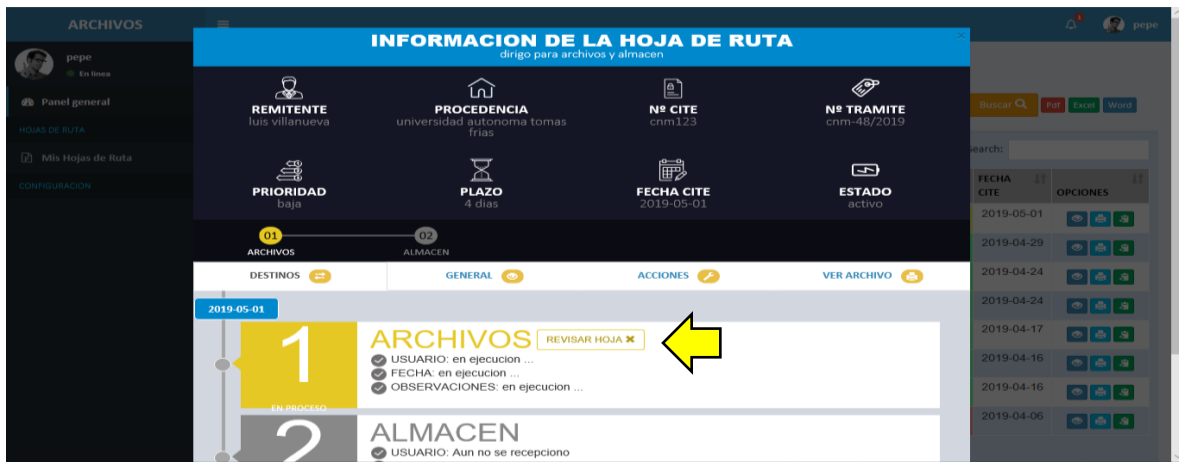 ARCHIVOS
pepe
pepe
En linea
Panel general
HOJAS DE RUTA
Mis Hojas de Ruta
CONFIGURACIÓN
INFORMACION DE LA HOJA DE RUTA
dirigo para archivos y almacen
×
REMITENTE
luis villanueva
PROCEDENCIA
universidad autonoma tomas
frias
Nº CITE
cnm123
Nº TRAMITE
cnm-48/2019
PRIORIDAD
baja
PLAZO
4 dias
FECHA CITE
2019-05-01
ESTADO
activo
01
ARCHIVOS
02
ALMACEN
DESTINOS
GENERAL
ACCIONES
VER ARCHIVO
2019-05-01
1
EN PROCESO
ARCHIVOS REVISAR HOJA ✖
USUARIO: en ejecucion ...
FECHA: en ejecucion ...
OBSERVACIONES: en ejecucion ...
2
ALMACEN
USUARIO: Aun no se recepciono
Buscar
Pdf Excel Word
earch:
FECHA
CITE
OPCIONES
2019-05-01
2019-04-29
2019-04-24
2019-04-24
2019-04-17
2019-04-16
2019-04-16
2019-04-06